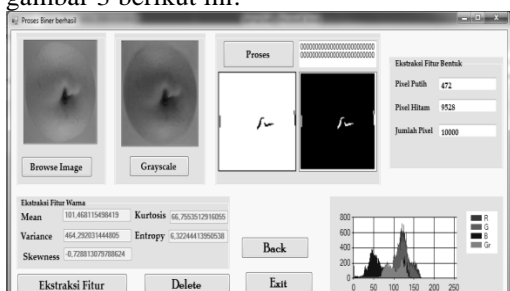 gambar 3 berikut ini.
Proses Biner berhasil
Proses
00000000000000000000000
00000000000000000000000
Ekstraksi Fitur Bentuk
Pixel Putih 472
Pixel Hitam 9528
Jumlah Pixel 10000
Browse Image
Grayscale
Ekstraksi Fitur Warna
Mean 101,468115498419 Kurtosis 66,7553512916055
Variance 464,292031444805 Entropy 6,32244413950538
Skewness -0,728813079788624
Back
Ekstraksi Fitur
Delete
Exit
800
600
400
200
0
0 50 100 150 200 250
R
G
B
Gr